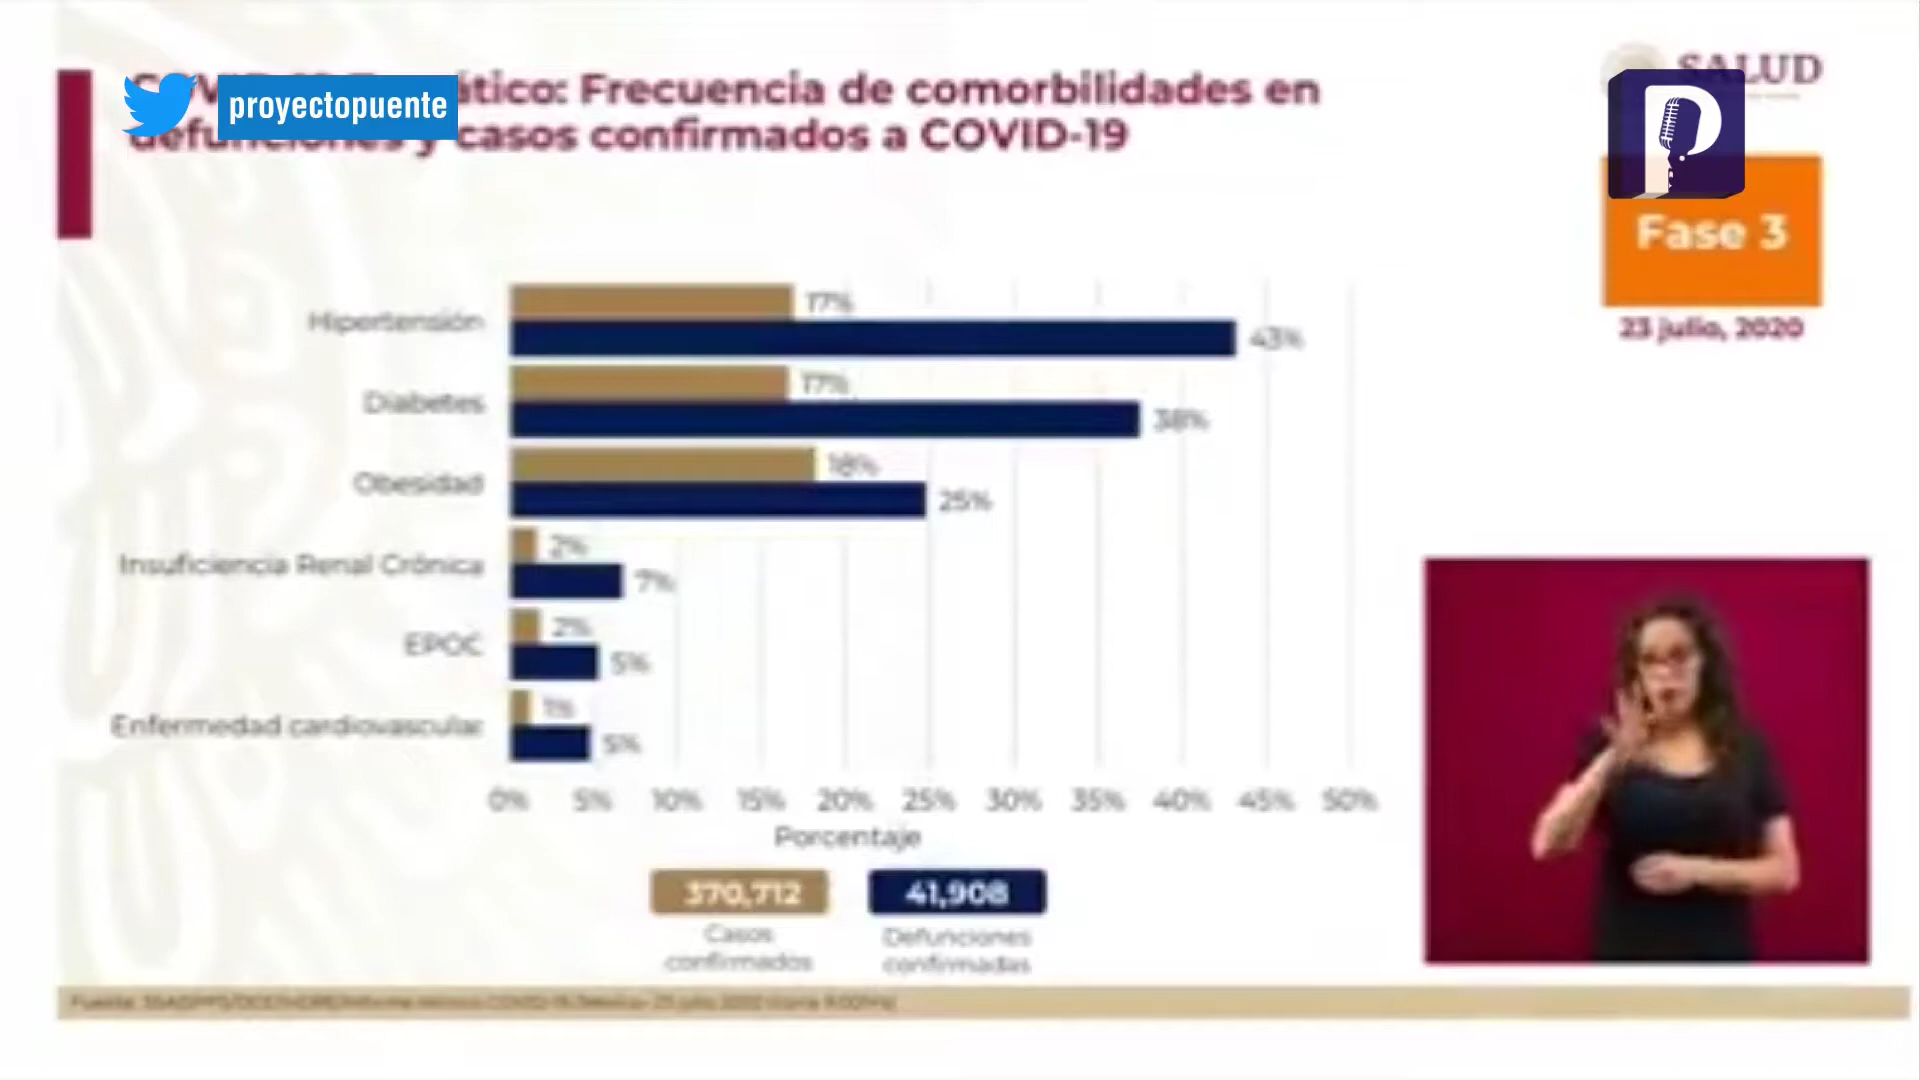 ático: Frecuencia de comorbilidades en
proyectopuente
defunciones y casos confirmados a COVID-19
SALUD
P
Fase 3
23 julio, 2020
Hipertensión
17%
43%
Diabetes
17%
38%
Obesidad
18%
25%
Insuficiencia Renal Crónica
2%
7%
EPOC
2%
5%
Enfermedad cardiovascular
1%
5%
0% 5% 10% 15% 20% 25% 30% 35% 40% 45% 50%
Porcentaje
370,712 41,908
Casos confirmados
Defunciones confirmadas
Fuente: